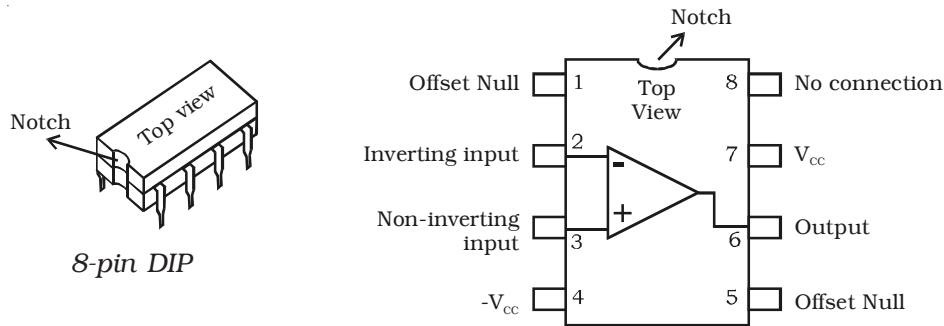 Notch
Top view
8-pin DIP
Notch
Top
View
Offset Null
1
8
No connection
Inverting input
2
-
7
Vcc
Non-inverting
input
3
+
6
Output
-Vcc
4
5
Offset Null